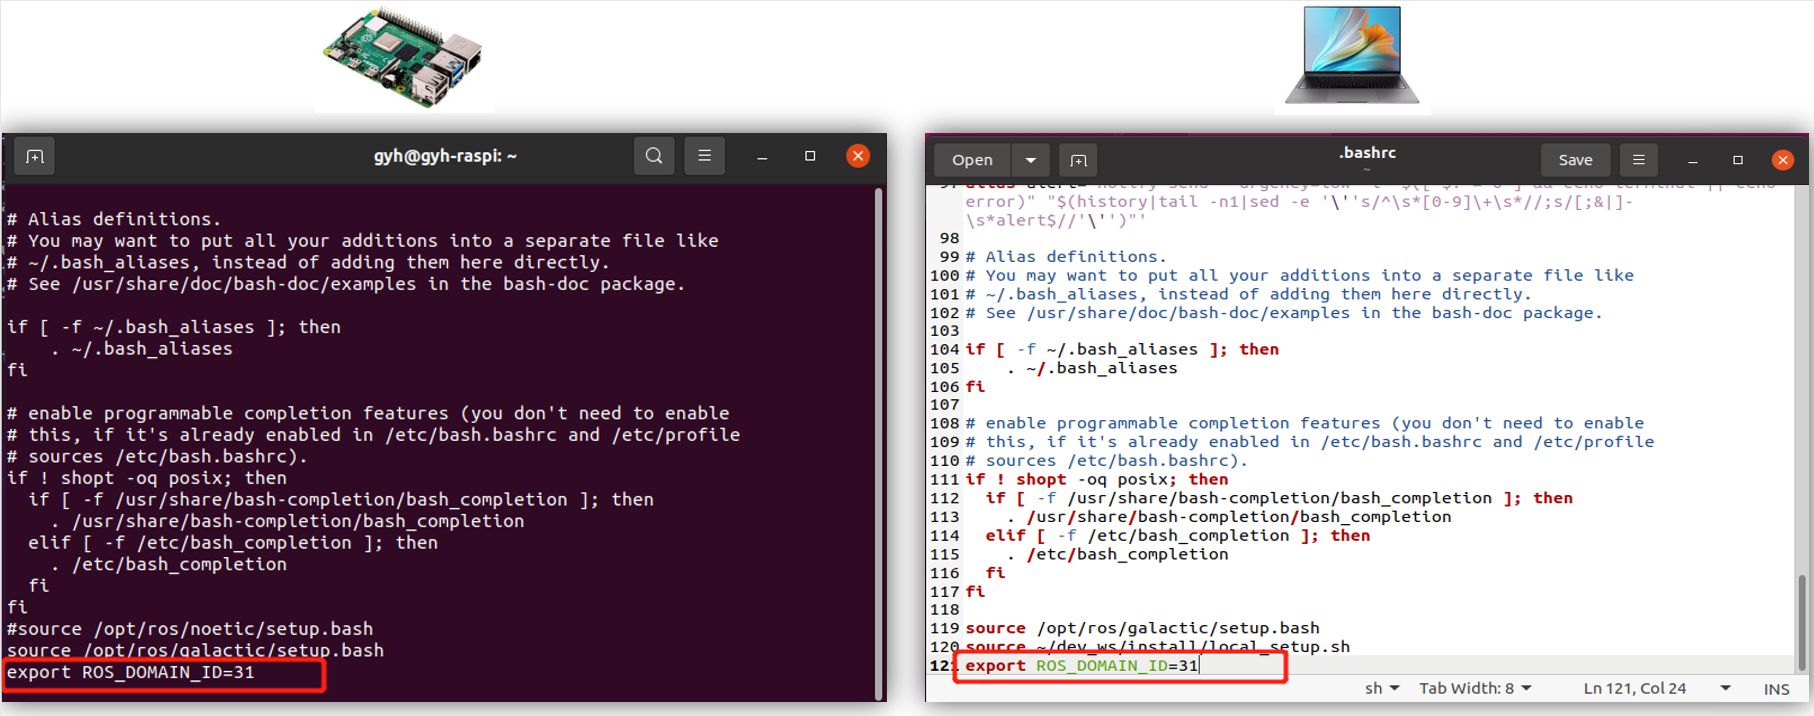 gyh@gyh-raspi: ~
# Alias definitions.
# You may want to put all your additions into a separate file like
# ~/.bash_aliases, instead of adding them here directly.
# See /usr/share/doc/bash-doc/examples in the bash-doc package.
if [ -f ~/.bash_aliases ]; then
. ~/.bash_aliases
fi
# enable programmable completion features (you don't need to enable
# this, if it's already enabled in /etc/bash.bashrc and /etc/profile
# sources /etc/bash.bashrc).
if ! shopt -oq posix; then
if [ -f /usr/share/bash-completion/bash_completion ]; then
. /usr/share/bash-completion/bash_completion
elif [ -f /etc/bash_completion ]; then
. /etc/bash_completion
fi
fi
#source /opt/ros/noetic/setup.bash
source /opt/ros/galactic/setup.bash
export ROS_DOMAIN_ID=31
Open
.bashrc
~
Save
error)" "$(history|tail -n1|sed -e '\''s/^\s*[0-9]\+\s*//;s/[;&|]-
\s*alert$//'\'')"'
98
99 # Alias definitions.
100 # You may want to put all your additions into a separate file like
101 # ~/.bash_aliases, instead of adding them here directly.
102 # See /usr/share/doc/bash-doc/examples in the bash-doc package.
103
104 if [ -f ~/.bash_aliases ]; then
105 . ~/.bash_aliases
106 fi
107
108 # enable programmable completion features (you don't need to enable
109 # this, if it's already enabled in /etc/bash.bashrc and /etc/profile
110 # sources /etc/bash.bashrc).
111 if ! shopt -oq posix; then
112 if [ -f /usr/share/bash-completion/bash_completion ]; then
113 . /usr/share/bash-completion/bash_completion
114 elif [ -f /etc/bash_completion ]; then
115 . /etc/bash_completion
116 fi
117 fi
118
119 source /opt/ros/galactic/setup.bash
120 source ~/dev_ws/install/local_setup.sh
121 export ROS_DOMAIN_ID=31
sh Tab Width: 8 Ln 121, Col 24 INS